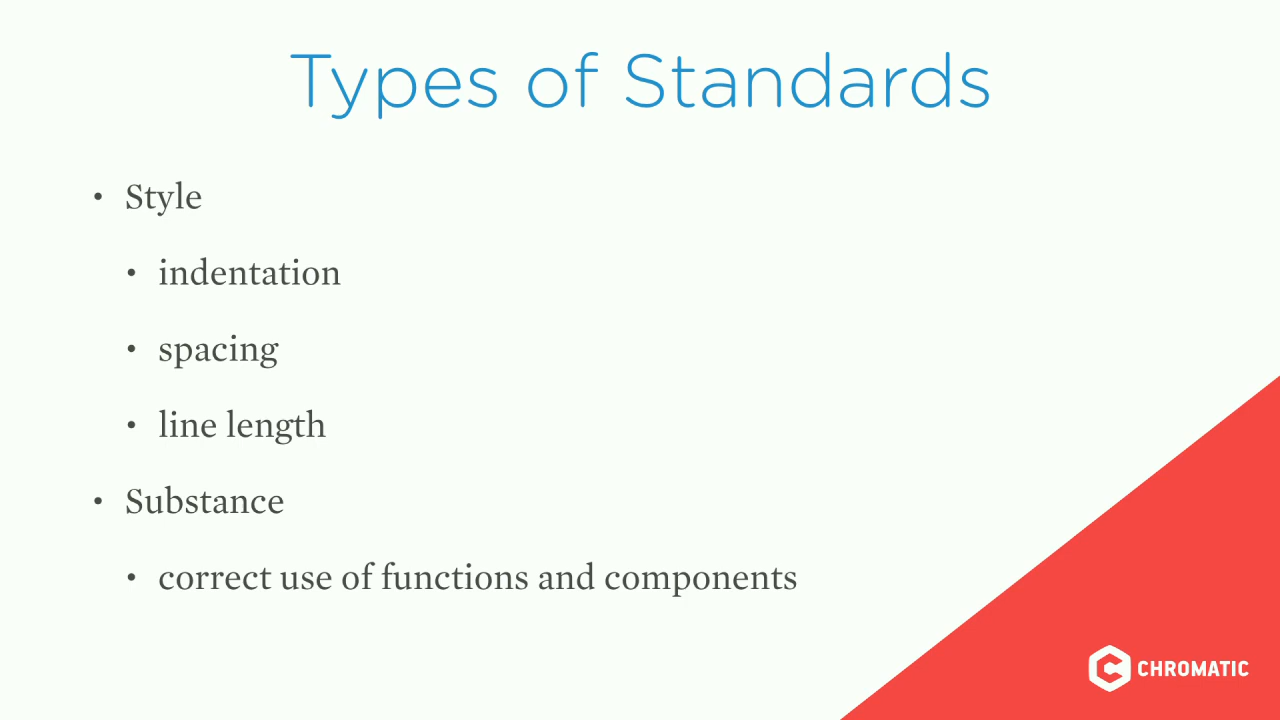 Types of Standards
• Style
• indentation
• spacing
• line length
• Substance
• correct use of functions and components
CHROMATIC